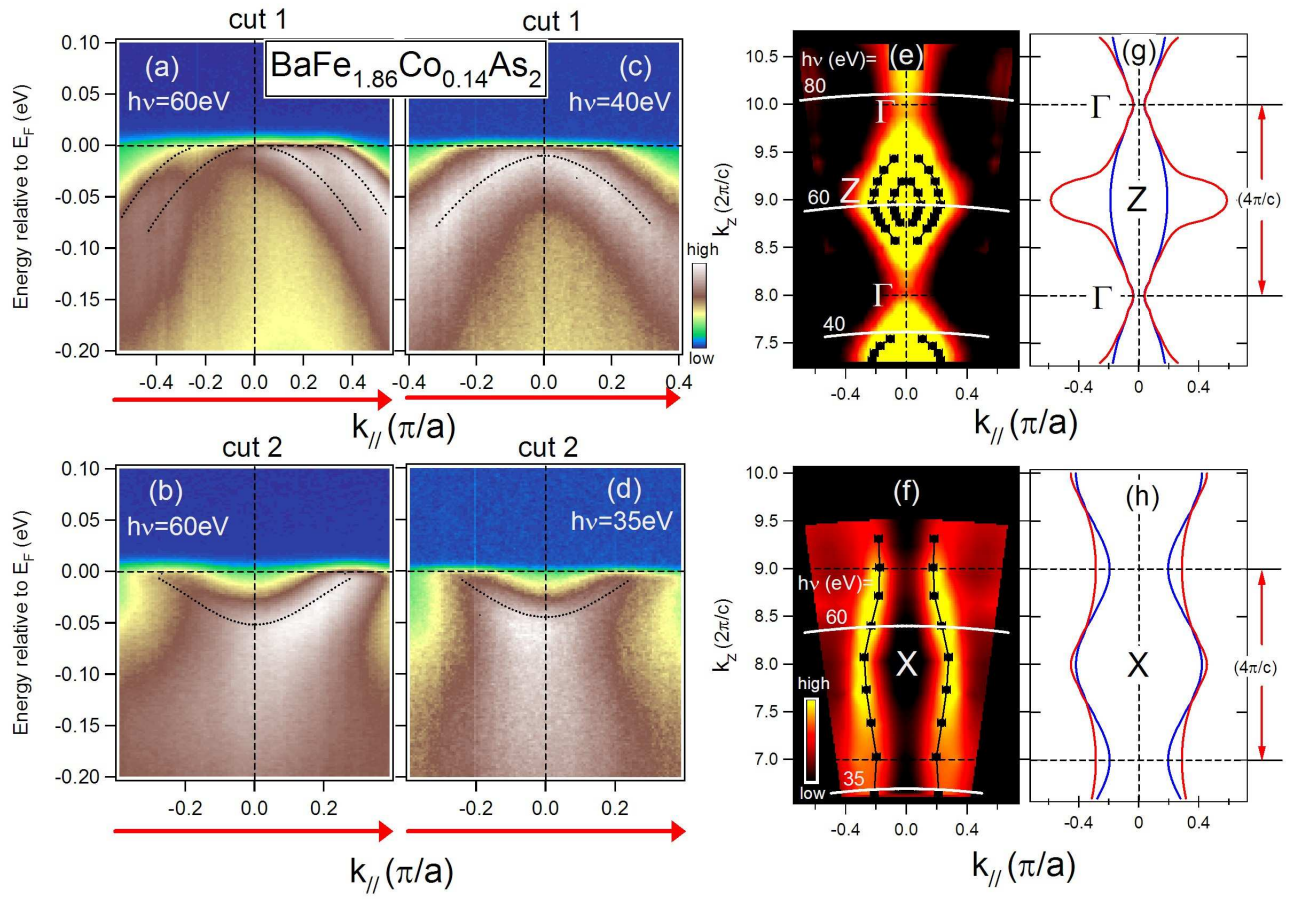 cut 1
cut 1
BaFe1.86Co0.14As2
(a)
hν=60eV
(c)
hν=40eV
Energy relative to EF (eV)
0.10
0.05
0.00
-0.05
-0.10
-0.15
-0.20
high
low
-0.4
-0.2
0.0
0.2
0.4
-0.4
-0.2
0.0
0.2
0.4
k// (π/a)
cut 2
cut 2
(b)
hν=60eV
(d)
hν=35eV
Energy relative to EF (eV)
0.10
0.05
0.00
-0.05
-0.10
-0.15
-0.20
-0.2
0.0
0.2
-0.2
0.0
0.2
k// (π/a)
hν (eV)=
(e)
80
Γ
Z
60
Γ
40
kz (2π/c)
10.5
10.0
9.5
9.0
8.5
8.0
7.5
-0.4
0.0
0.4
(g)
Γ
Z
Γ
(4π/c)
-0.4
0
0.4
k// (π/a)
(f)
hν (eV)=
60
X
high
low
35
kz (2π/c)
10.0
9.5
9.0
8.5
8.0
7.5
7.0
-0.4
0.0
0.4
(h)
X
(4π/c)
-0.4
0
0.4
k// (π/a)